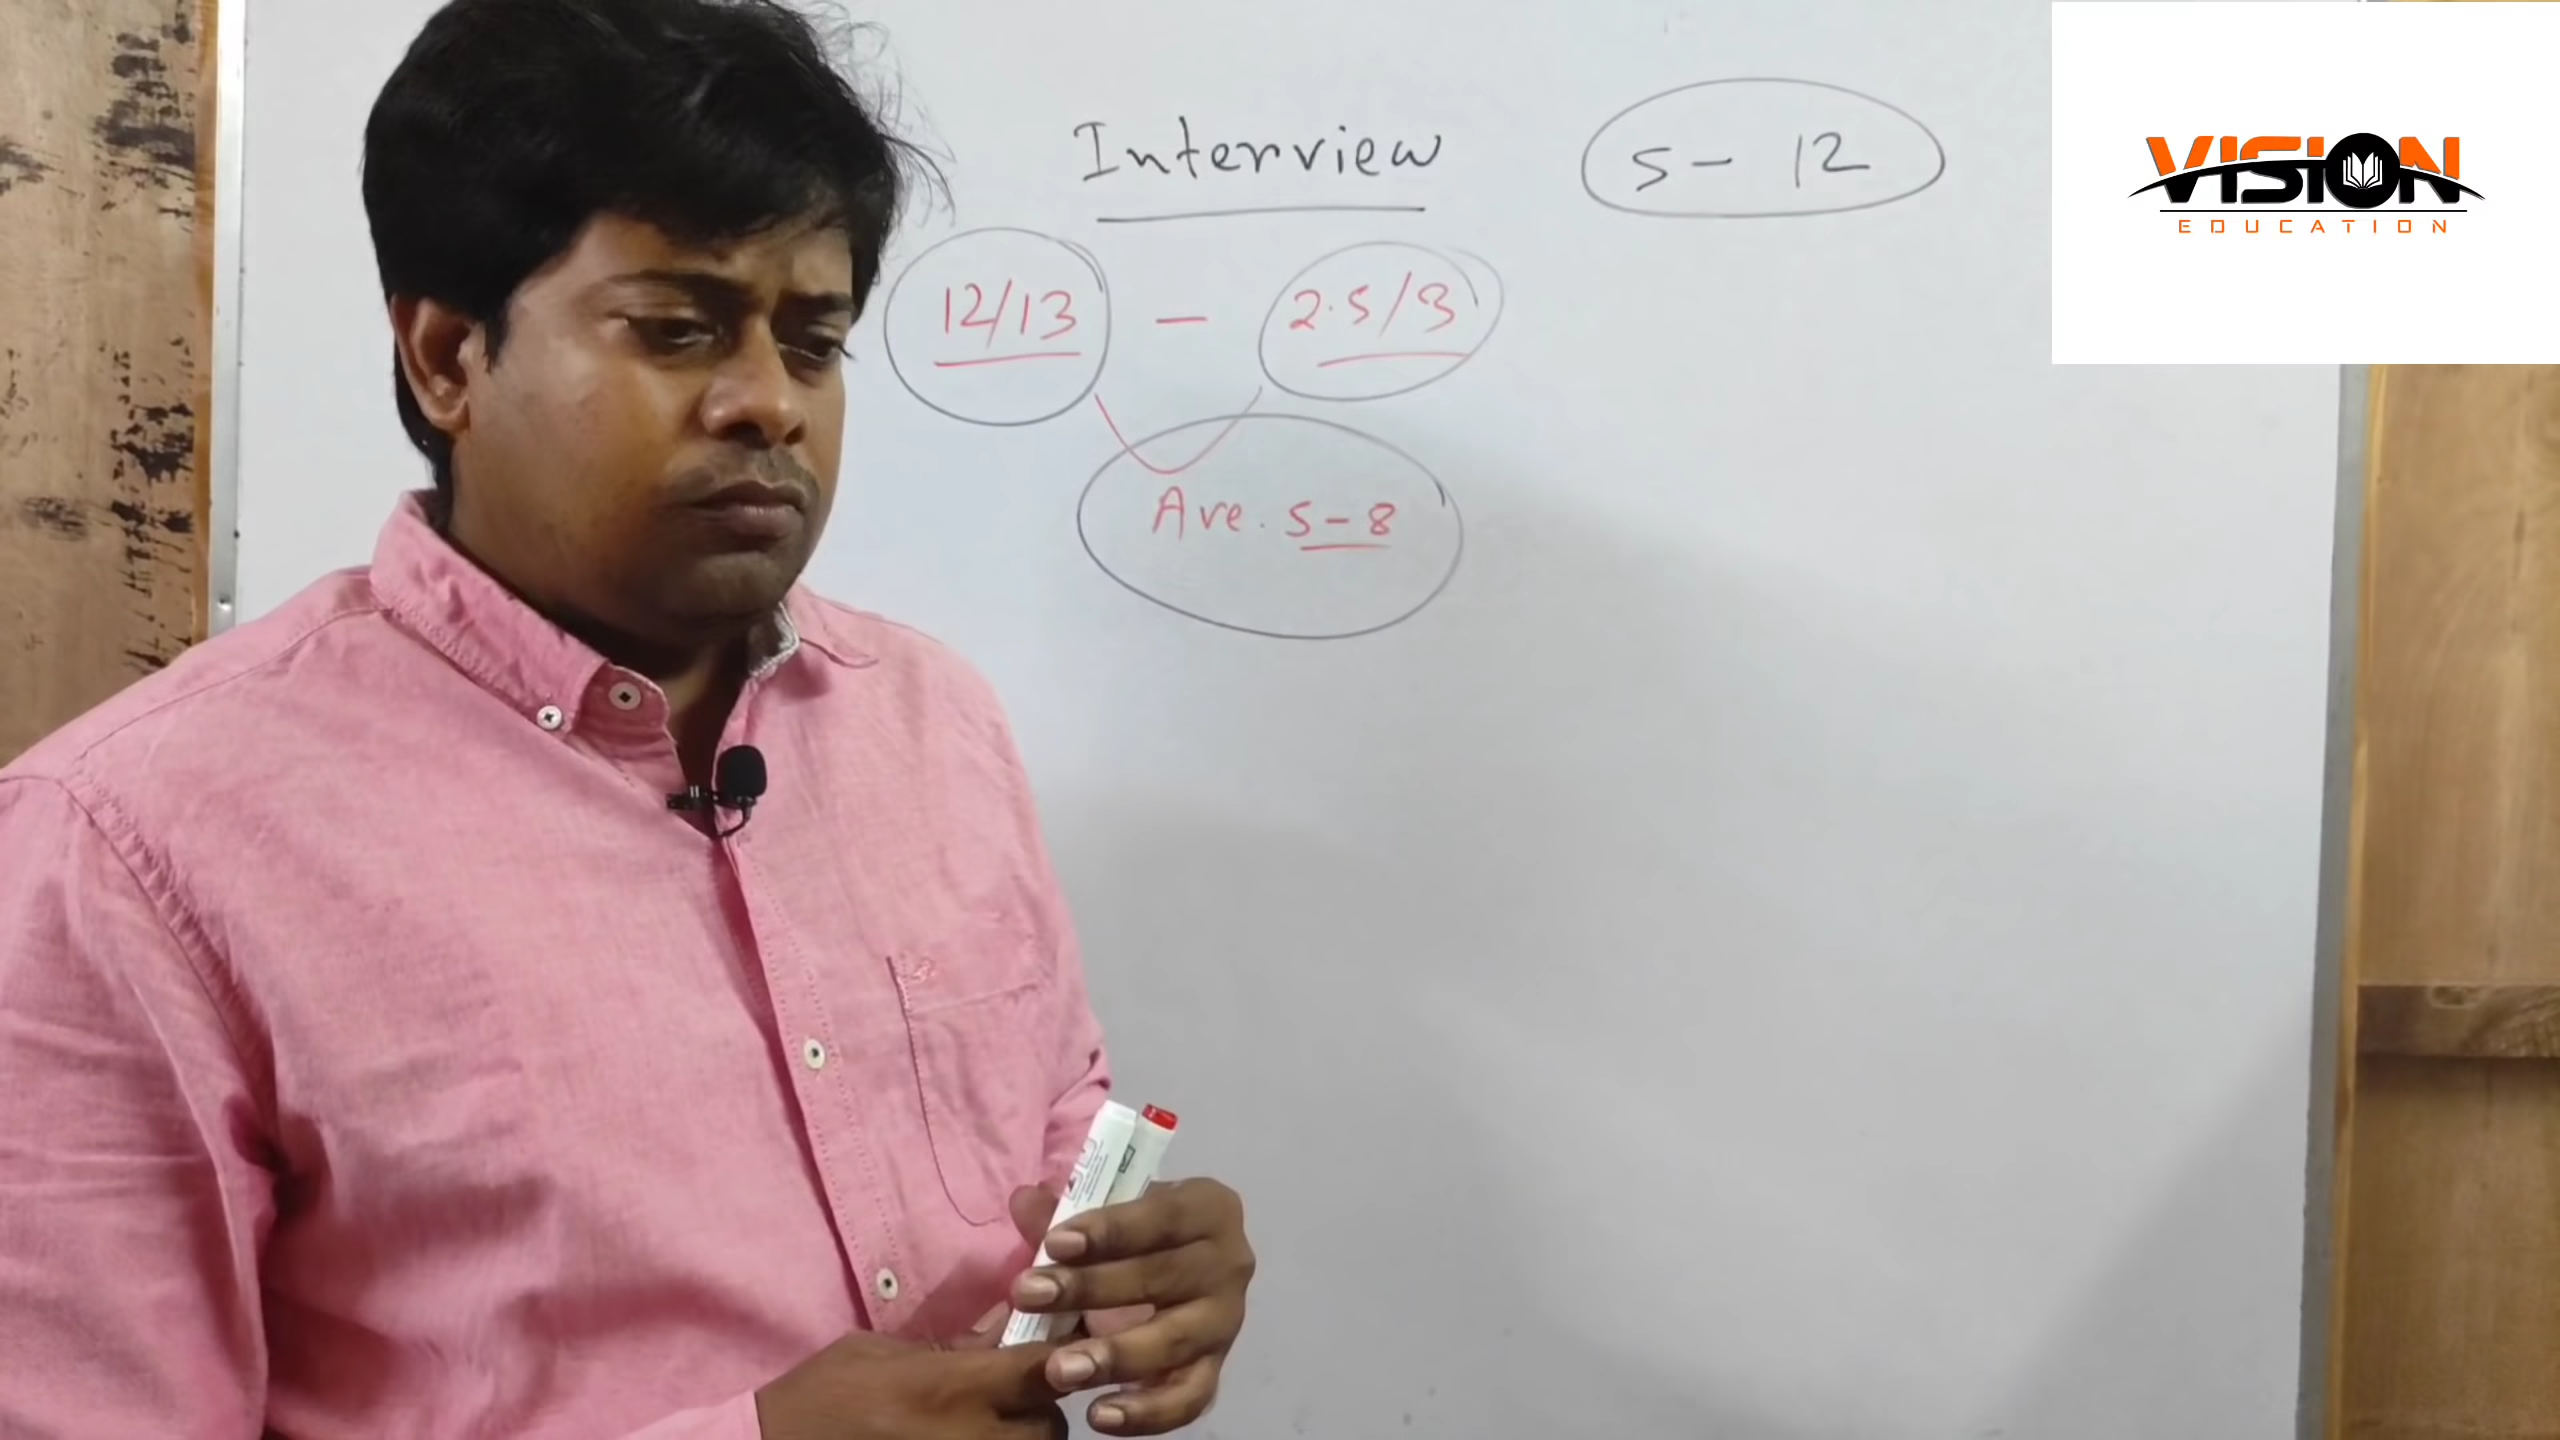 Interview
5 - 12
VISION
EDUCATION
12/13 - 2.5/3
Ave. 5-8